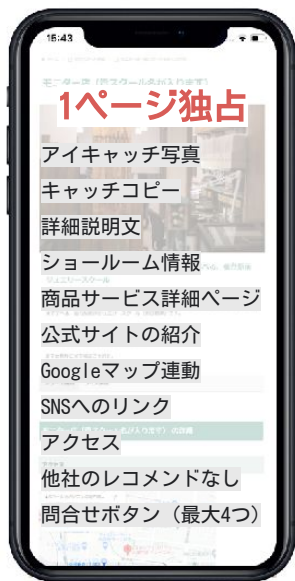 15:43
1ページ独占
アイキャッチ写真
キャッチコピー
詳細説明文
ショールーム情報
商品サービス詳細ページ
公式サイトの紹介
Googleマップ連動
SNSへのリンク
アクセス
他社のレコメンドなし
問合せボタン（最大4つ）